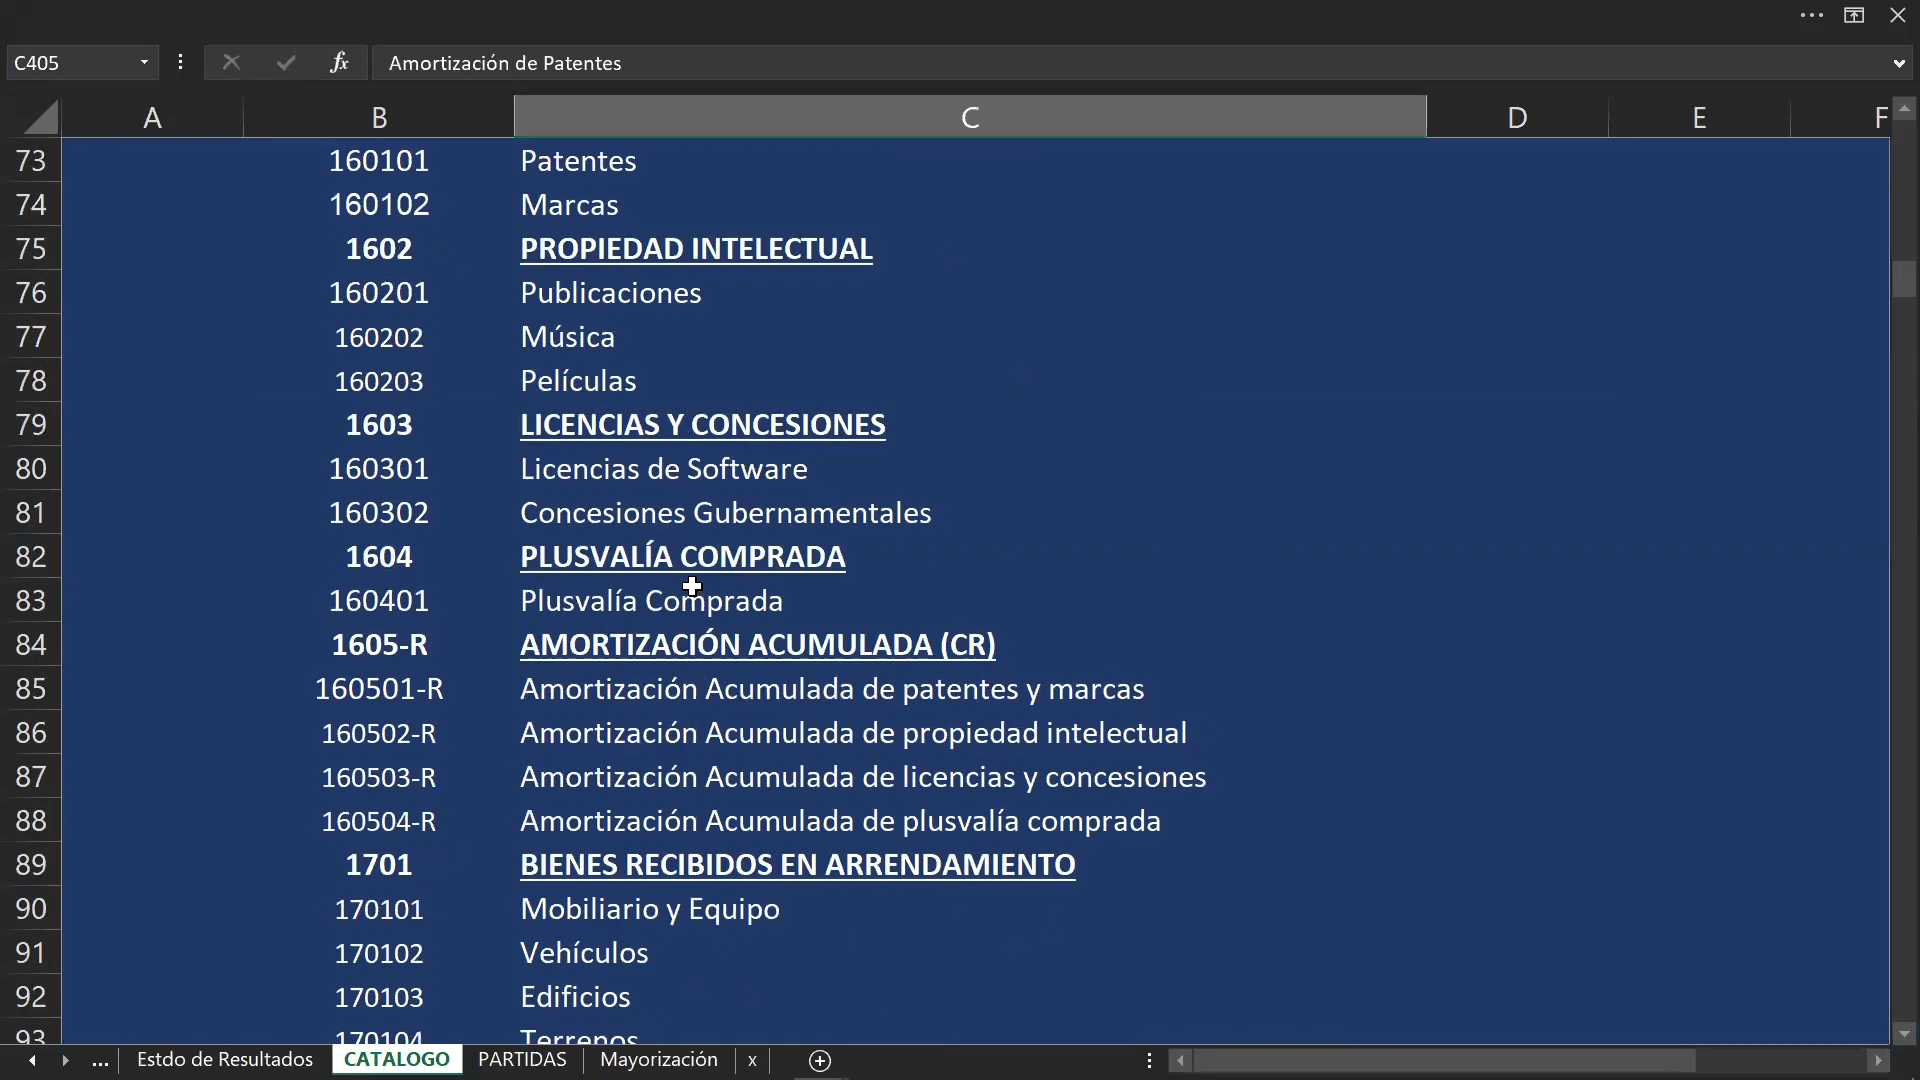 C405 fx Amortización de Patentes
A B C D E F
73 160101 Patentes
74 160102 Marcas
75 1602 PROPIEDAD INTELECTUAL
76 160201 Publicaciones
77 160202 Música
78 160203 Películas
79 1603 LICENCIAS Y CONCESIONES
80 160301 Licencias de Software
81 160302 Concesiones Gubernamentales
82 1604 PLUSVALÍA COMPRADA
83 160401 Plusvalía Comprada
84 1605-R AMORTIZACIÓN ACUMULADA (CR)
85 160501-R Amortización Acumulada de patentes y marcas
86 160502-R Amortización Acumulada de propiedad intelectual
87 160503-R Amortización Acumulada de licencias y concesiones
88 160504-R Amortización Acumulada de plusvalía comprada
89 1701 BIENES RECIBIDOS EN ARRENDAMIENTO
90 170101 Mobiliario y Equipo
91 170102 Vehículos
92 170103 Edificios
93 170104 Terrenos
... Estdo de Resultados CATALOGO PARTIDAS Mayorización x